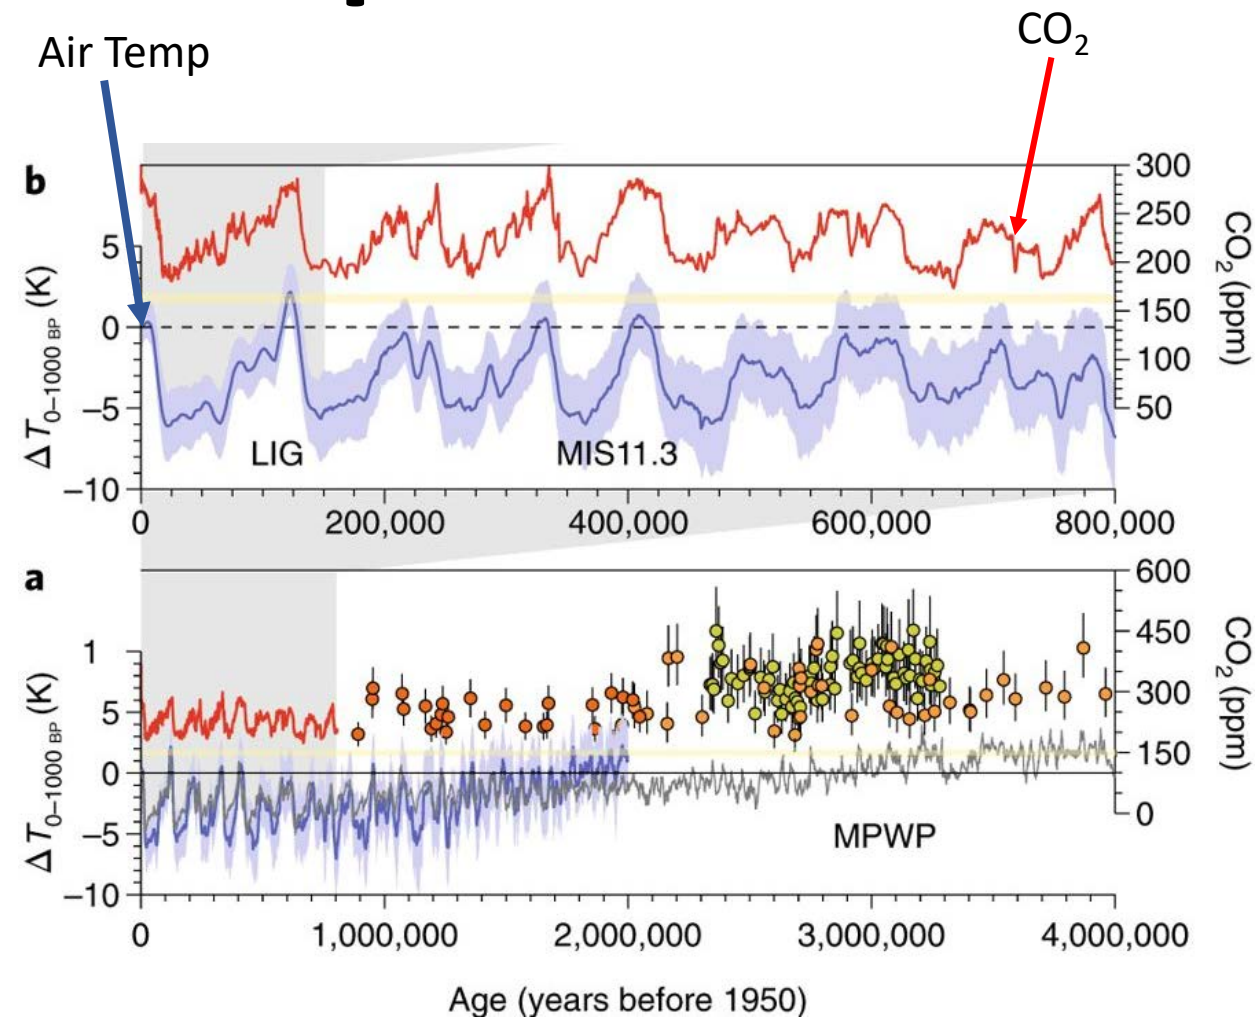 Air Temp
CO₂
b
Δ T₀₋₁₀₀₀ BP (K)
5
0
−5
−10
300
250
200
150
100
50
CO₂ (ppm)
LIG
MIS11.3
0
200,000
400,000
600,000
800,000
a
Δ T₀₋₁₀₀₀ BP (K)
1
5
0
−5
−10
600
450
300
150
0
CO₂ (ppm)
MPWP
0
1,000,000
2,000,000
3,000,000
4,000,000
Age (years before 1950)